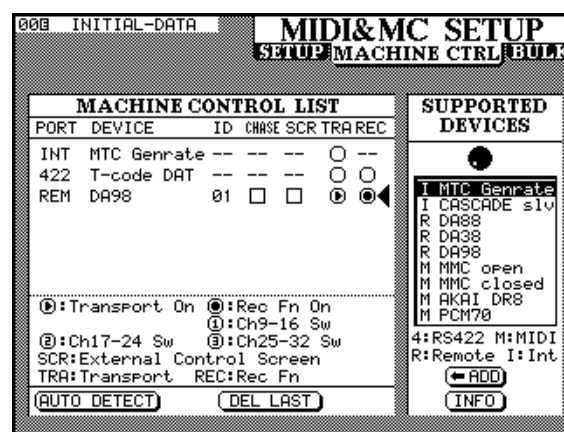 000 INITIAL-DATA
MIDI&MC SETUP
SETUP MACHINE CTRL BULK
MACHINE CONTROL LIST
PORT DEVICE ID CHASE SCR TRA REC
INT MTC Genrate -- -- -- --
422 T-code DAT -- -- --
REM DA98 01
:Transport On :Rec Fn On
①:Ch9-16 Sw
②:Ch17-24 Sw ③:Ch25-32 Sw
SCR:External Control Screen
TRA:Transport REC:Rec Fn
AUTO DETECT DEL LAST
SUPPORTED
DEVICES
I MTC Genrate
I CASCADE slv
R DA88
R DA38
R DA98
M MMC open
M MMC closed
M AKAI DR8
M PCM70
4:RS422 M:MIDI
R:Remote I:Int
←ADD
INFO